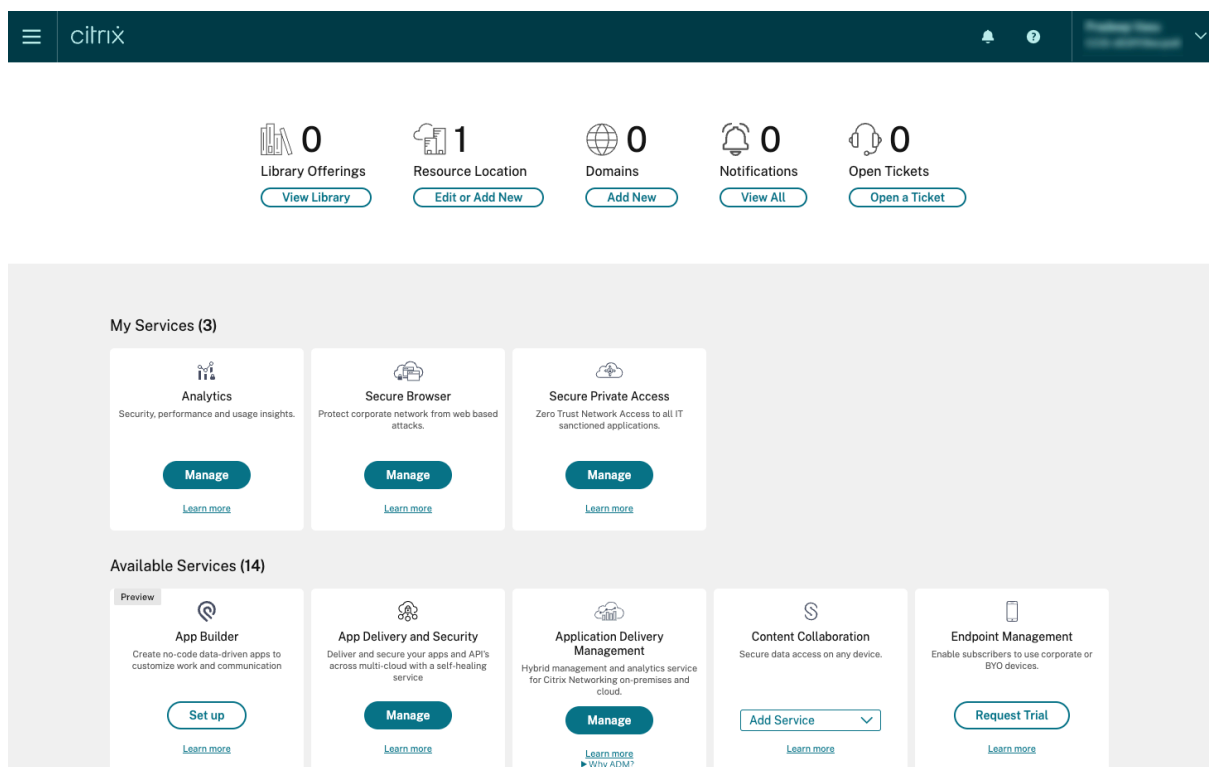 citrix
0
Library Offerings
View Library
1
Resource Location
Edit or Add New
0
Domains
Add New
0
Notifications
View All
0
Open Tickets
Open a Ticket
My Services (3)
Analytics
Security, performance and usage insights.
Manage
Learn more
Secure Browser
Protect corporate network from web based
attacks.
Manage
Learn more
Secure Private Access
Zero Trust Network Access to all IT
sanctioned applications.
Manage
Learn more
Available Services (14)
Preview
App Builder
Create no-code data-driven apps to
customize work and communication
Set up
Learn more
App Delivery and Security
Deliver and secure your apps and API's
across multi-cloud with a self-healing
service
Manage
Learn more
Application Delivery
Management
Hybrid management and analytics service
for Citrix Networking on-premises and
cloud.
Manage
Learn more
Why ADM?
Content Collaboration
Secure data access on any device.
Add Service
Learn more
Endpoint Management
Enable subscribers to use corporate or
BYO devices.
Request Trial
Learn more